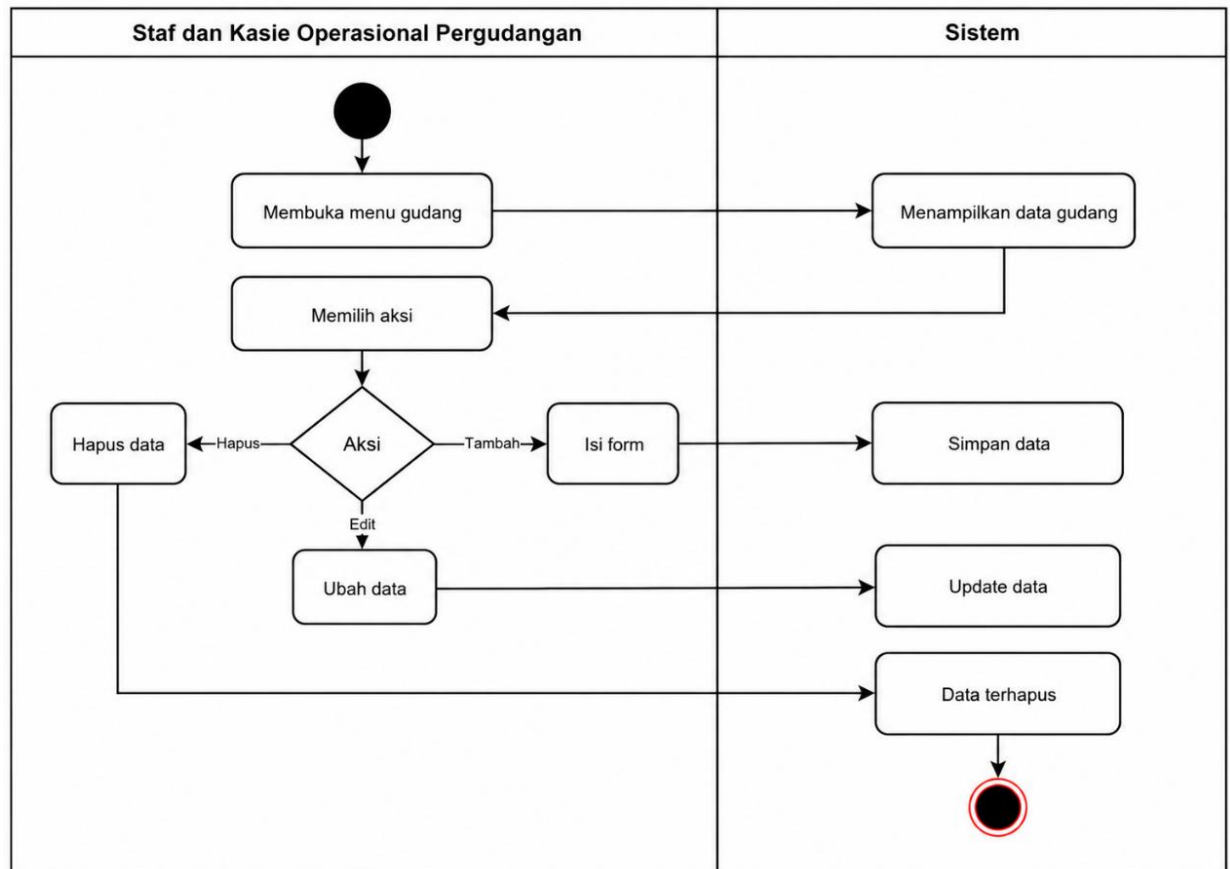 Staf dan Kasie Operasional Pergudangan
Sistem
Membuka menu gudang
Menampilkan data gudang
Memilih aksi
Hapus data
Hapus
Aksi
Tambah
Isi form
Simpan data
Edit
Ubah data
Update data
Data terhapus